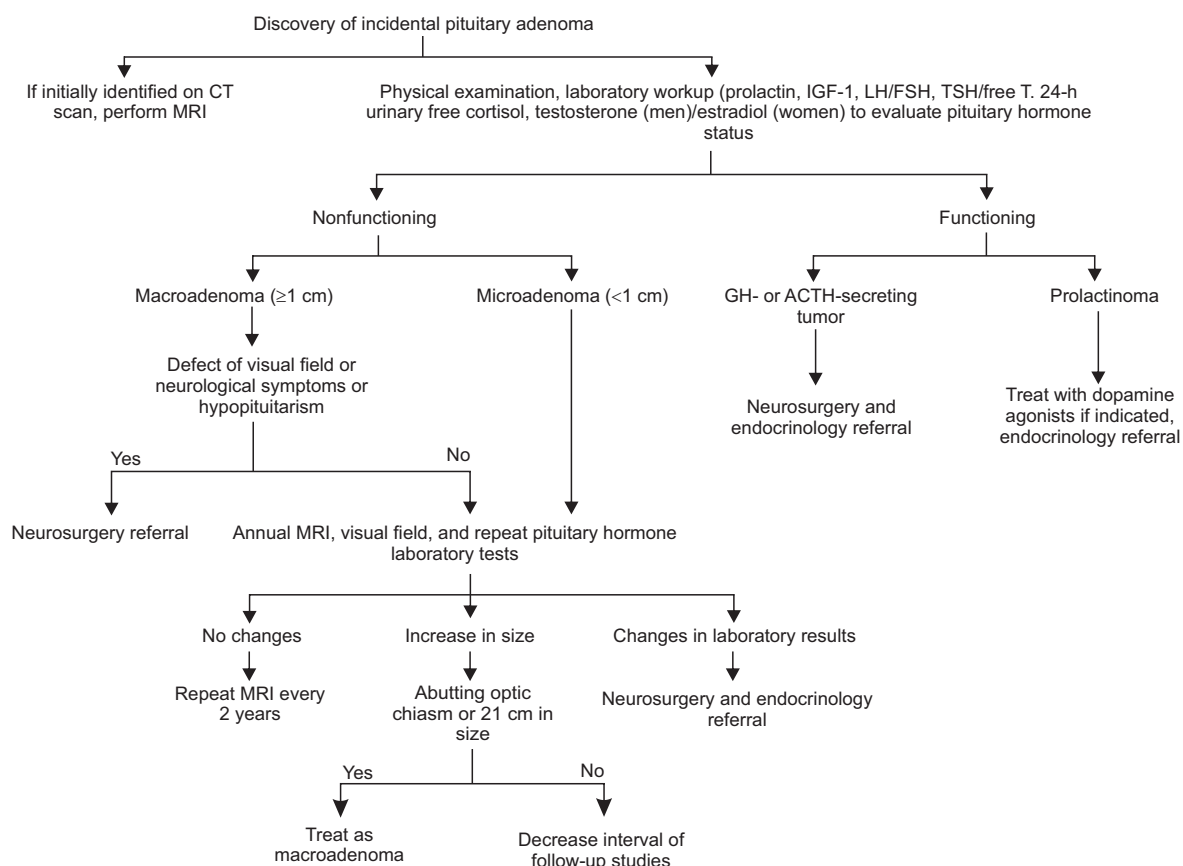 Discovery of incidental pituitary adenoma
If initially identified on CT
scan, perform MRI
Physical examination, laboratory workup (prolactin, IGF-1, LH/FSH, TSH/free T. 24-h
urinary free cortisol, testosterone (men)/estradiol (women) to evaluate pituitary hormone
status
Nonfunctioning
Functioning
Macroadenoma (≥1 cm)
Microadenoma (<1 cm)
GH- or ACTH-secreting
tumor
Prolactinoma
Defect of visual field or
neurological symptoms or
hypopituitarism
Neurosurgery and
endocrinology referral
Treat with dopamine
agonists if indicated,
endocrinology referral
Yes
No
Neurosurgery referral
Annual MRI, visual field, and repeat pituitary hormone
laboratory tests
No changes
Increase in size
Changes in laboratory results
Repeat MRI every
2 years
Abutting optic
chiasm or 21 cm in
size
Neurosurgery and endocrinology
referral
Yes
No
Treat as
macroadenoma
Decrease interval of
follow-up studies